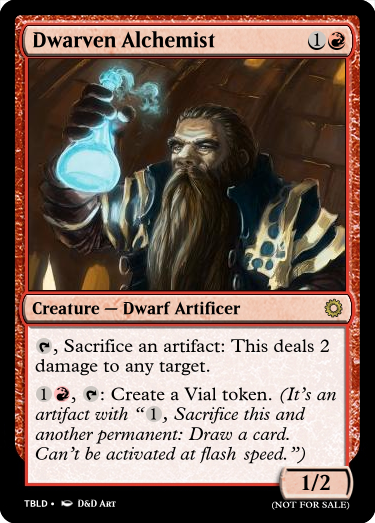 Dwarven Alchemist 1
Creature — Dwarf Artificer
, Sacrifice an artifact: This deals 2
damage to any target.
1 , : Create a Vial token. (It's an
artifact with “1, Sacrifice this and
another permanent: Draw a card.
Can't be activated at flash speed.”)
1/2
TBLD • D&D Art
(NOT FOR SALE)